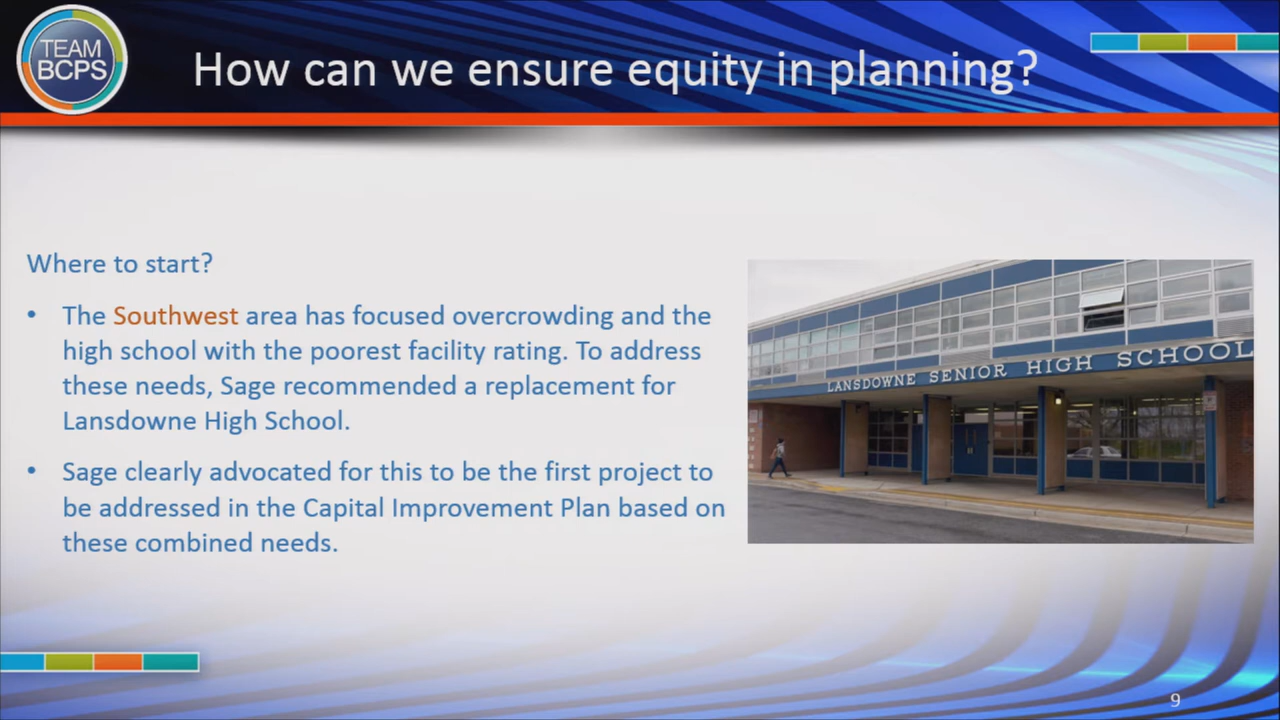 TEAM
BCPS
How can we ensure equity in planning?
Where to start?
• The Southwest area has focused overcrowding and the
high school with the poorest facility rating. To address
these needs, Sage recommended a replacement for
Lansdowne High School.
• Sage clearly advocated for this to be the first project to
be addressed in the Capital Improvement Plan based on
these combined needs.
LANSDOWNE SENIOR HIGH SCHOOL
9